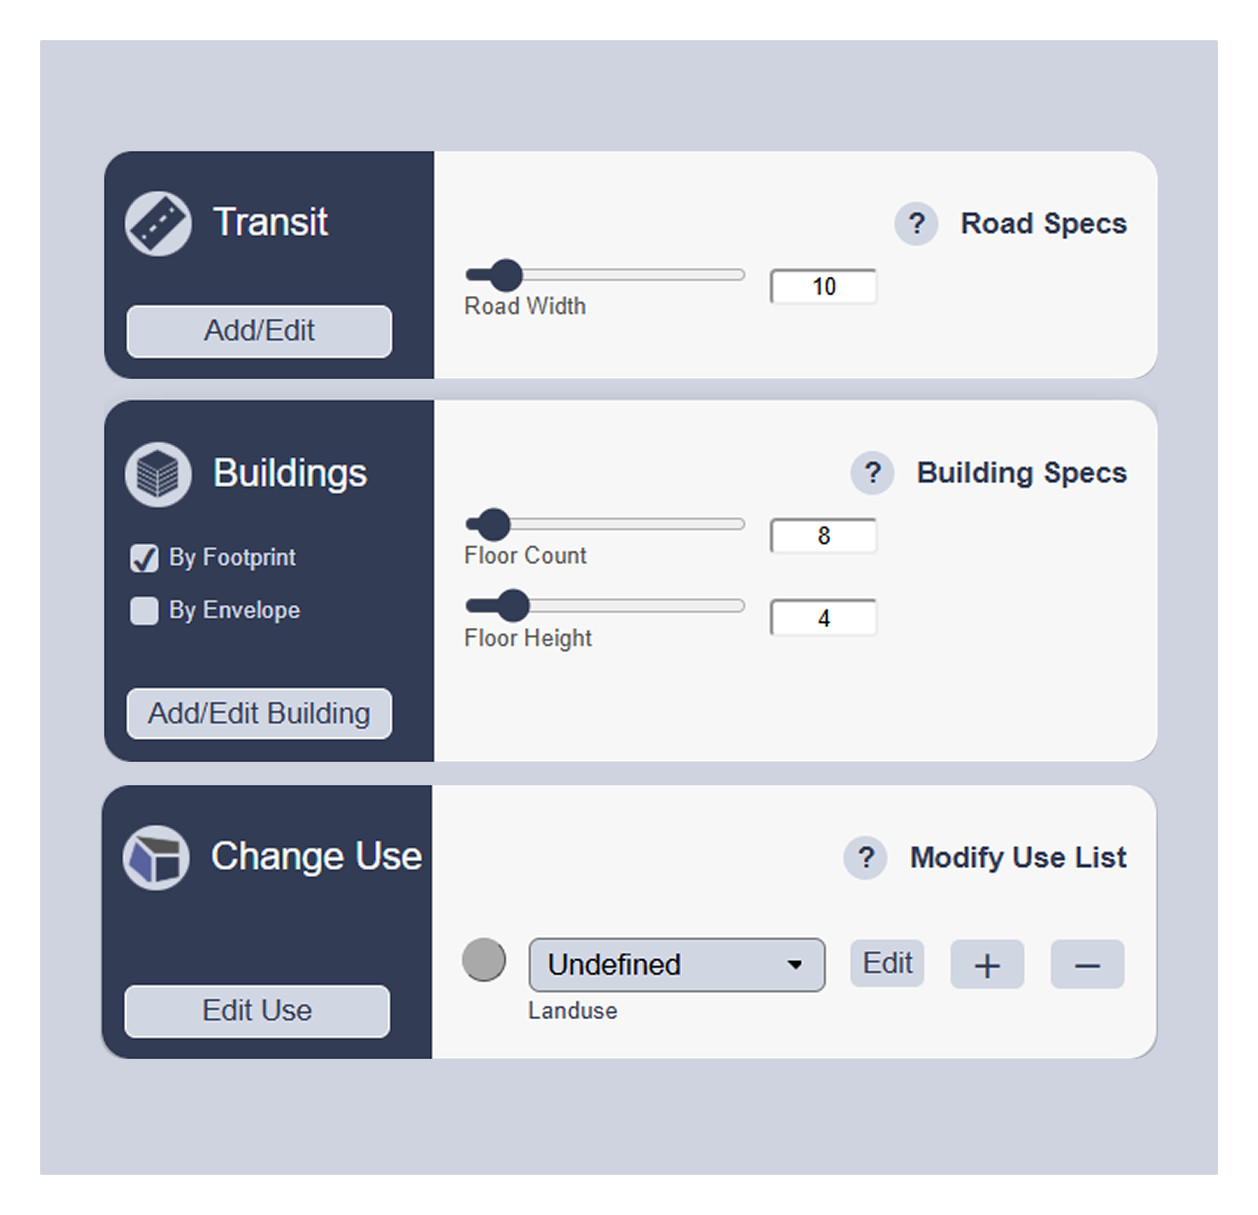 Transit
? Road Specs
10
Road Width
Add/Edit
Buildings
? Building Specs
By Footprint
By Envelope
8
Floor Count
4
Floor Height
Add/Edit Building
Change Use
? Modify Use List
Undefined
Edit
+
−
Landuse
Edit Use